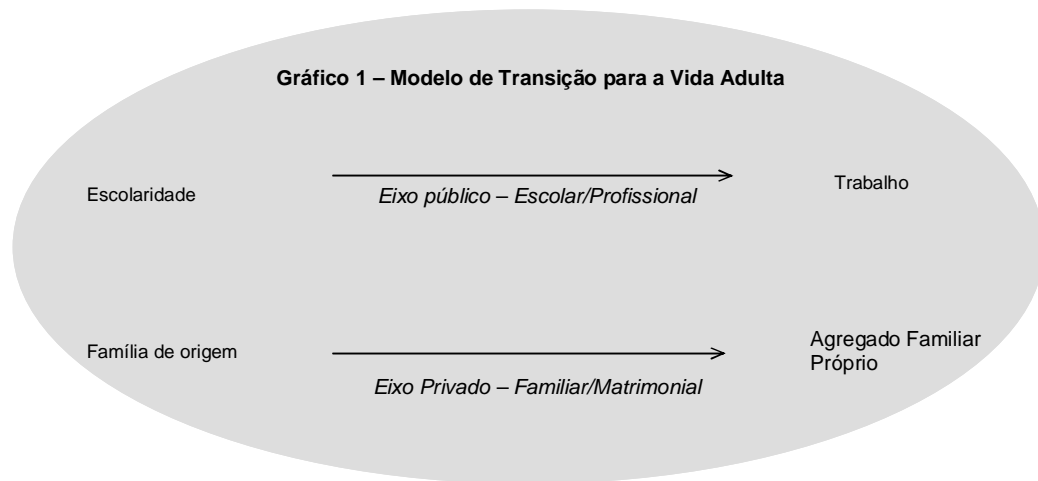 Gráfico 1 – Modelo de Transição para a Vida Adulta
Escolaridade
Eixo público – Escolar/Profissional
Trabalho
Família de origem
Eixo Privado – Familiar/Matrimonial
Agregado Familiar
Próprio